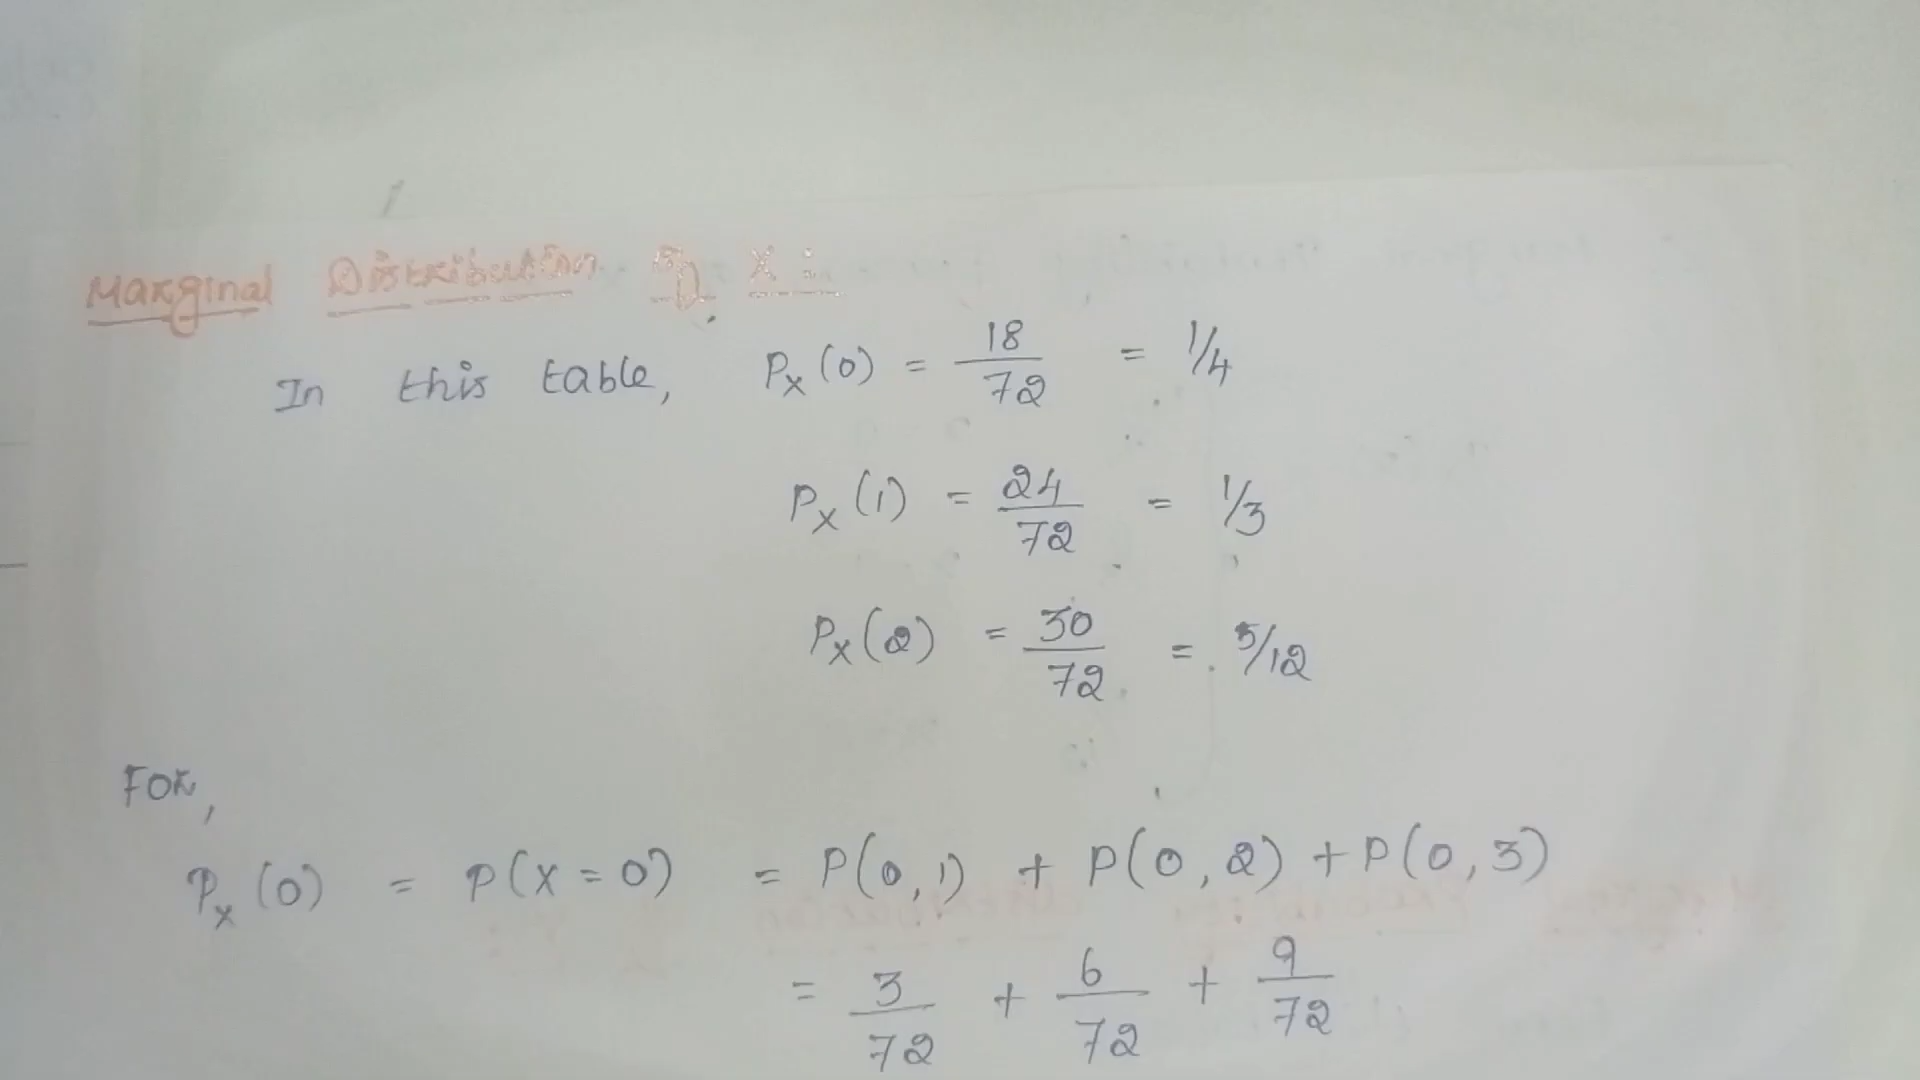 Marginal Distribution of X :
In this table, Px(0) = 18/72 = 1/4
Px(1) = 24/72 = 1/3
Px(2) = 30/72 = 5/12
For,
Px(0) = P(X = 0) = P(0,1) + P(0,2) + P(0,3)
= 3/72 + 6/72 + 9/72